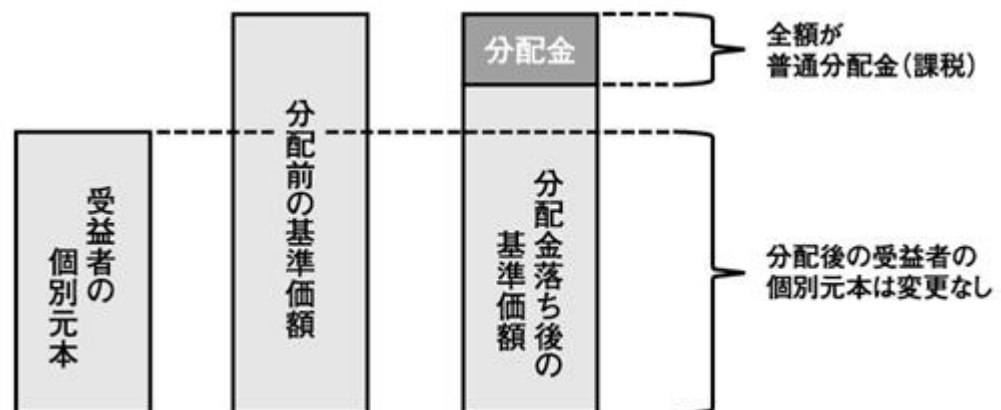 受益者の
個別元本
分配前の基準価額
分配金
分配金落ち後の
基準価額
全額が
普通分配金(課税)
分配後の受益者の
個別元本は変更なし